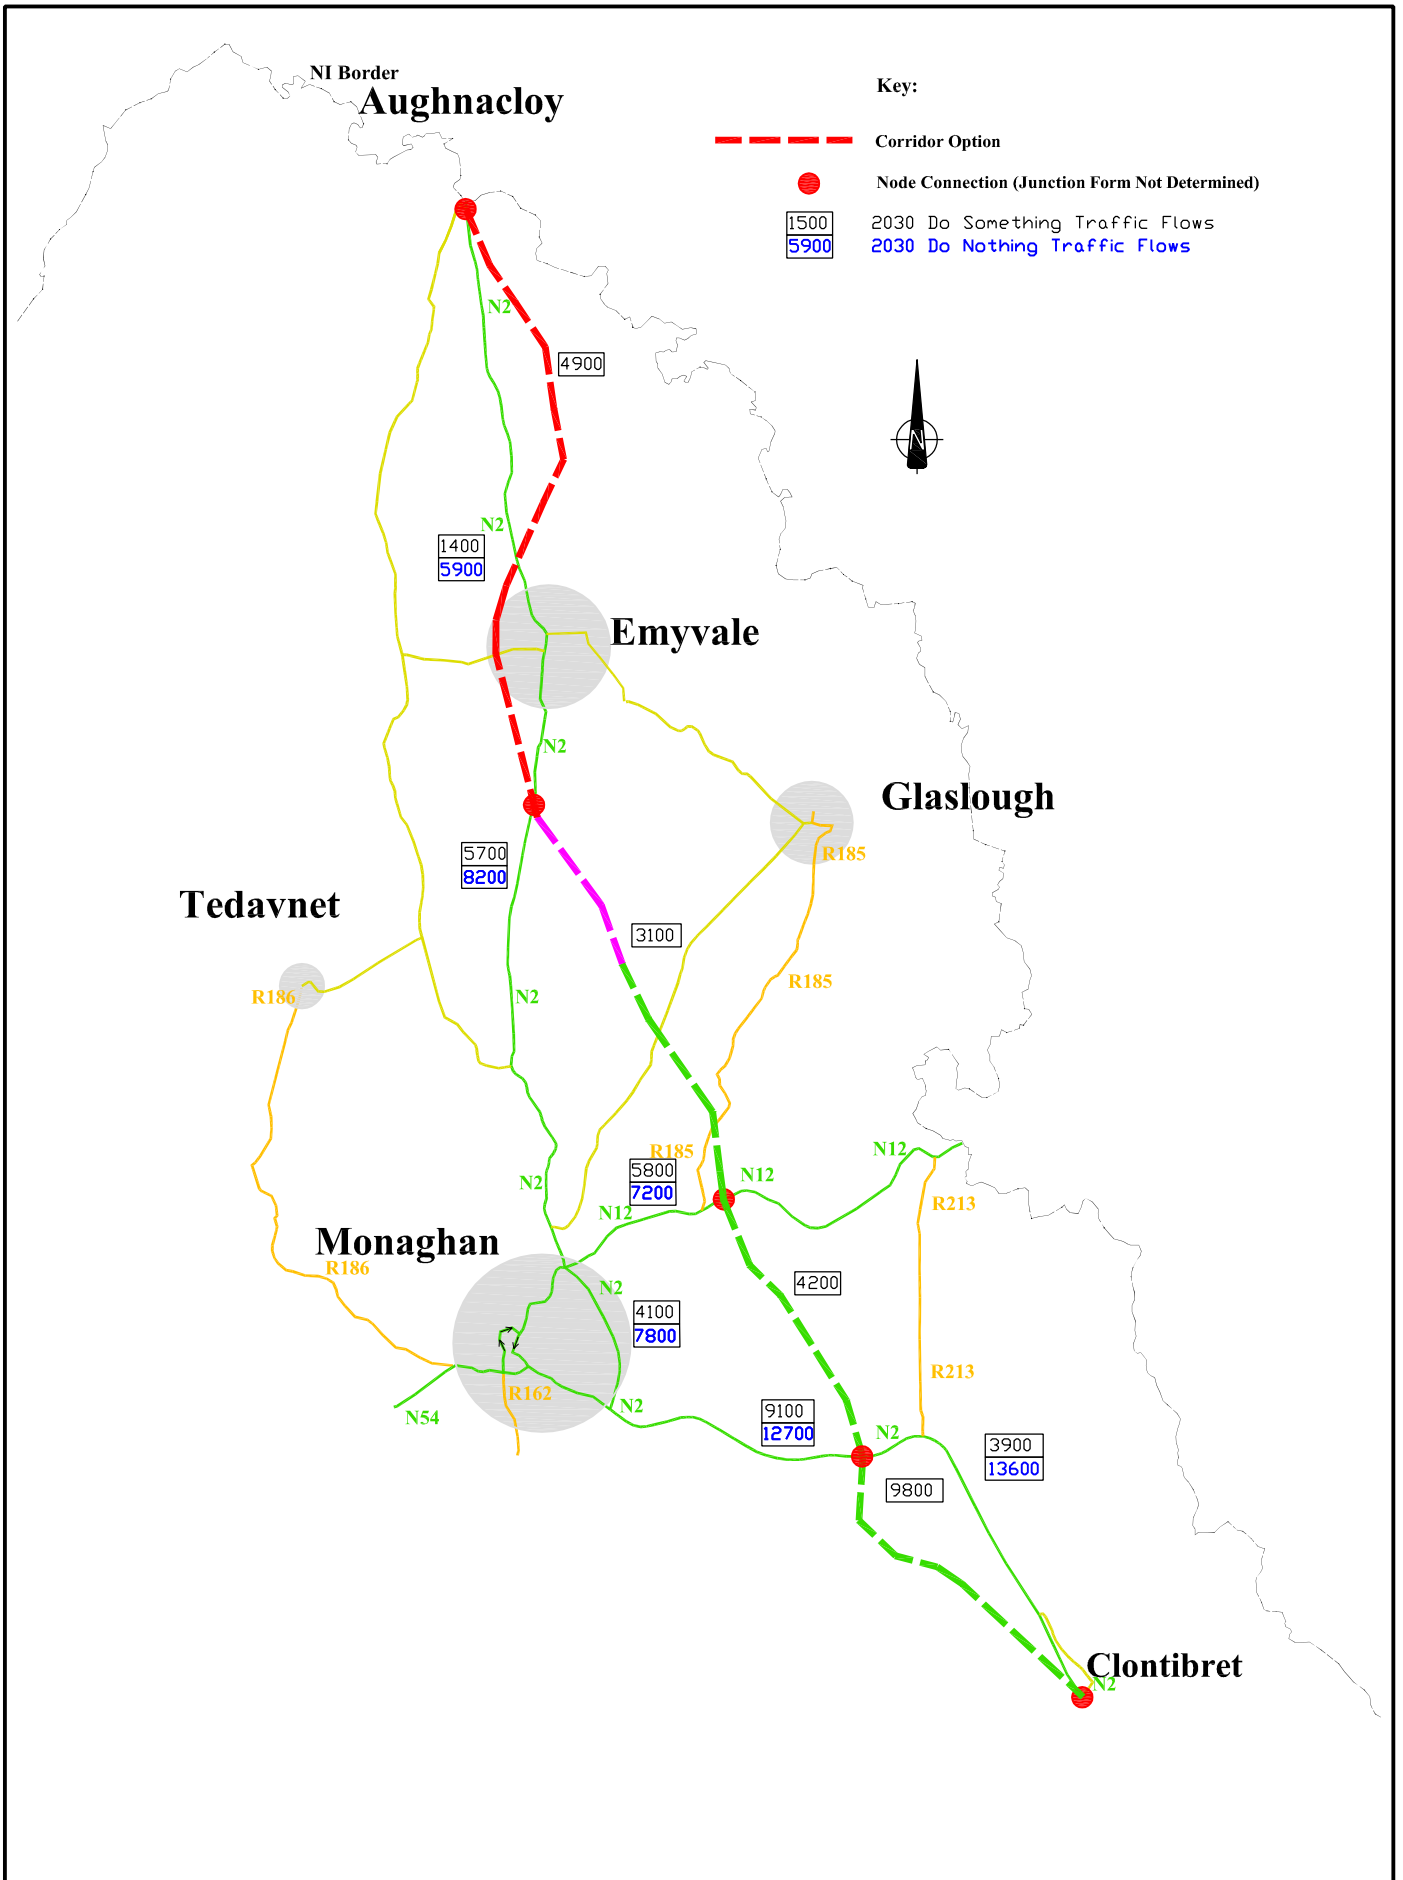 NI Border
Aughnacloy
Key:
Corridor Option
Node Connection (Junction Form Not Determined)
1500
2030 Do Something Traffic Flows
5900
2030 Do Nothing Traffic Flows
N2
4900
N
N2
1400
5900
Emyvale
N2
Glaslough
5700
8200
R185
Tedavnet
3100
R185
R186
N2
R185
N12
5800
7200
N12
N2
R213
N12
Monaghan
R186
N2
4200
4100
7800
R213
R162
N54
N2
9100
12700
N2
3900
13600
9800
Clontibret
N2